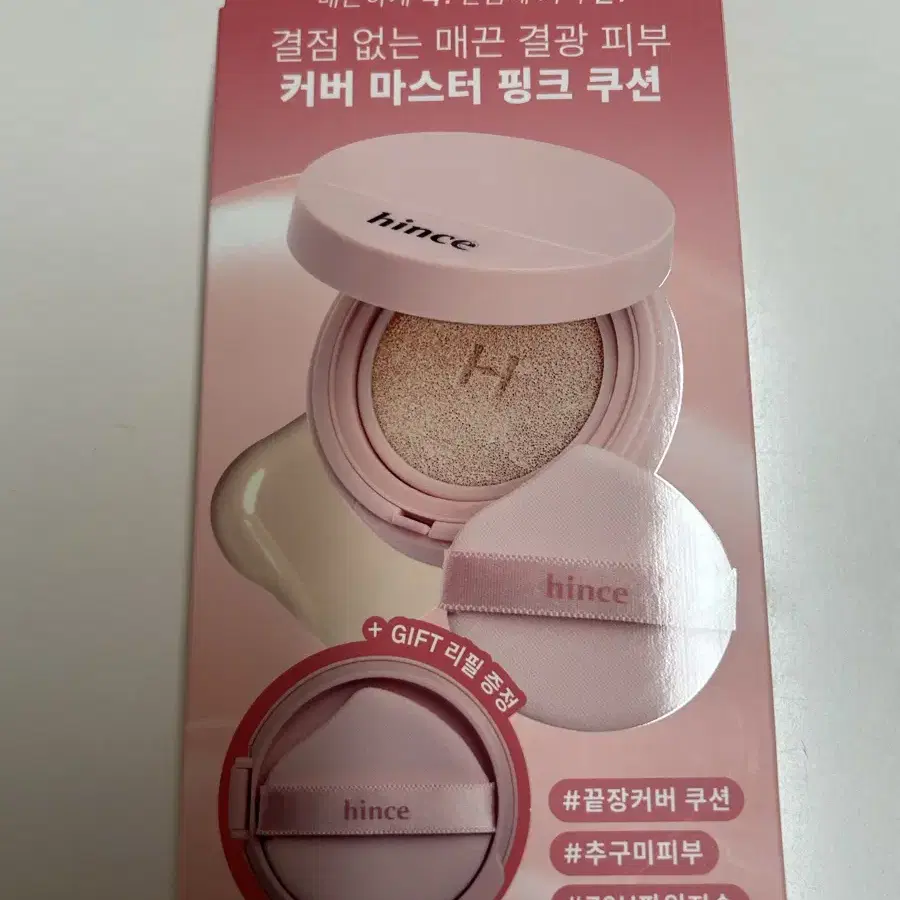 결점 없는 매끈 결광 피부
커버 마스터 핑크 쿠션
hince
H
hince
+ GIFT 리필 증정
hince
#끝장커버 쿠션
#추구미피부